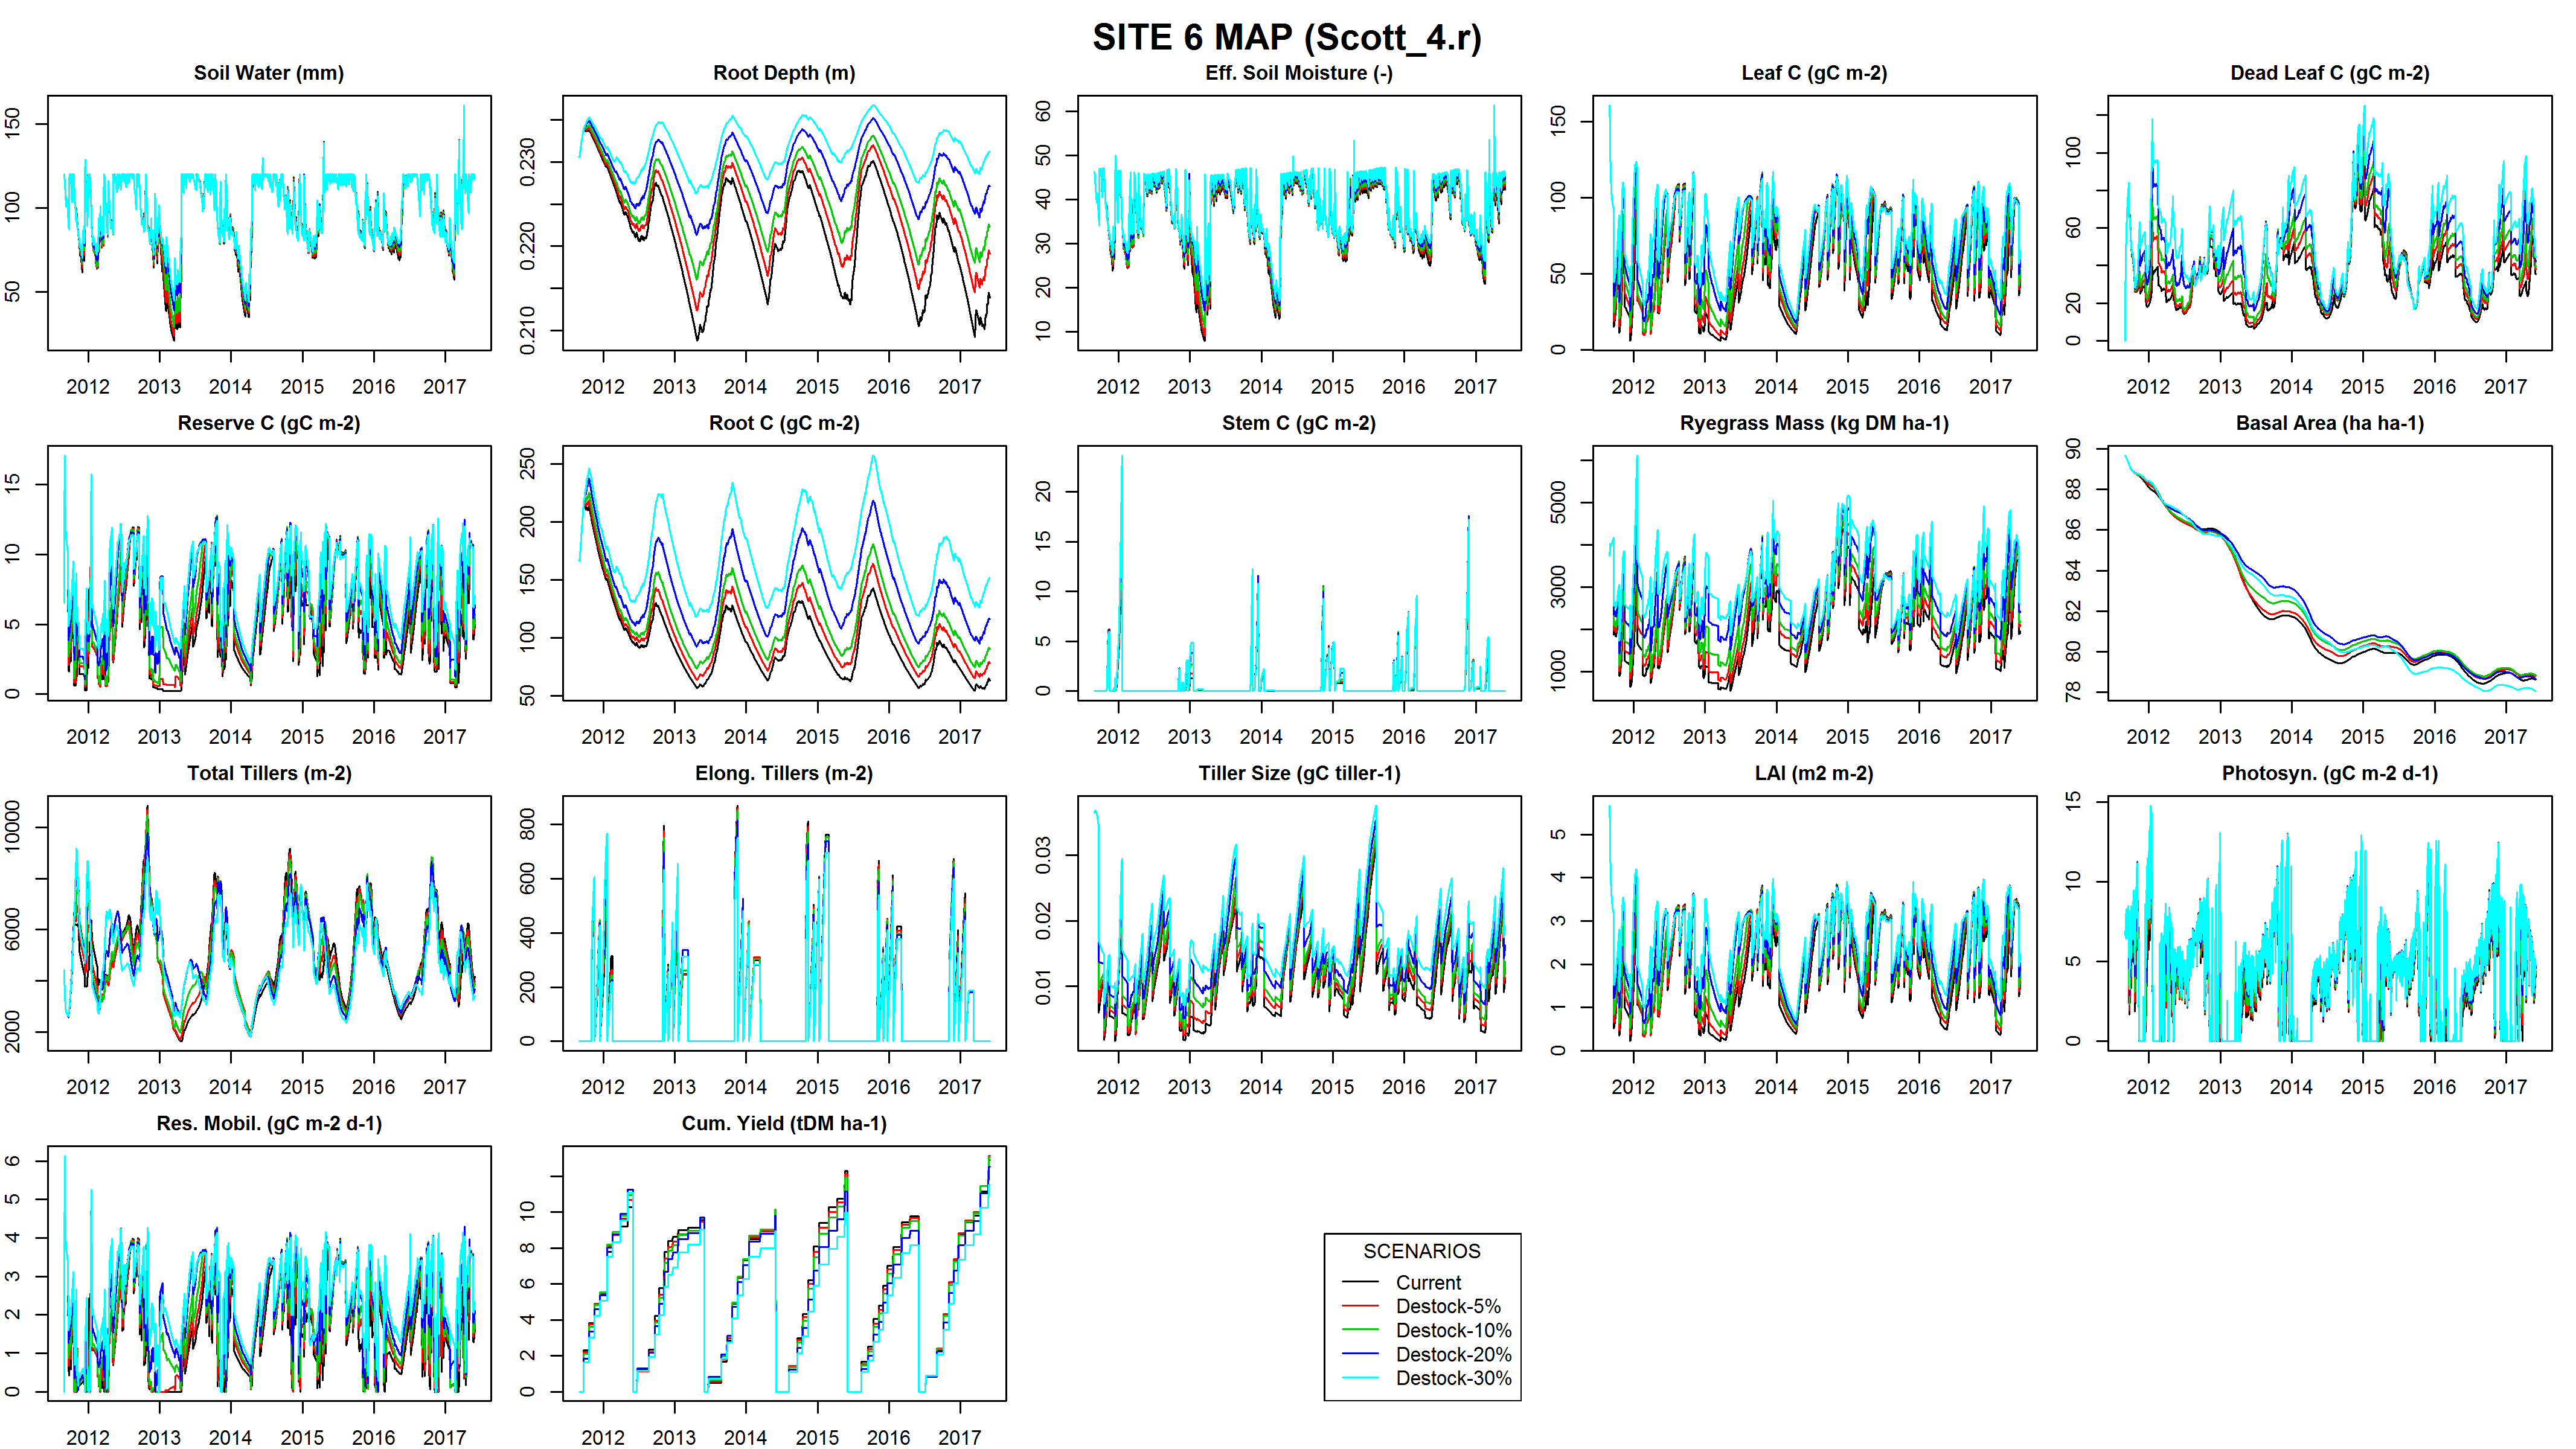 SITE 6 MAP (Scott_4.r)
Soil Water (mm)
50 100 150
2012 2013 2014 2015 2016 2017
Root Depth (m)
0.210 0.220 0.230
2012 2013 2014 2015 2016 2017
Eff. Soil Moisture (-)
10 20 30 40 50 60
2012 2013 2014 2015 2016 2017
Leaf C (gC m-2)
0 50 100 150
2012 2013 2014 2015 2016 2017
Dead Leaf C (gC m-2)
0 20 60 100
2012 2013 2014 2015 2016 2017
Reserve C (gC m-2)
0 5 10 15
2012 2013 2014 2015 2016 2017
Root C (gC m-2)
50 100 150 200 250
2012 2013 2014 2015 2016 2017
Stem C (gC m-2)
0 5 10 15 20
2012 2013 2014 2015 2016 2017
Ryegrass Mass (kg DM ha-1)
1000 3000 5000
2012 2013 2014 2015 2016 2017
Basal Area (ha ha-1)
78 80 82 84 86 88 90
2012 2013 2014 2015 2016 2017
Total Tillers (m-2)
2000 6000 10000
2012 2013 2014 2015 2016 2017
Elong. Tillers (m-2)
0 200 400 600 800
2012 2013 2014 2015 2016 2017
Tiller Size (gC tiller-1)
0.01 0.02 0.03
2012 2013 2014 2015 2016 2017
LAI (m2 m-2)
0 1 2 3 4 5
2012 2013 2014 2015 2016 2017
Photosyn. (gC m-2 d-1)
0 5 10 15
2012 2013 2014 2015 2016 2017
Res. Mobil. (gC m-2 d-1)
0 1 2 3 4 5 6
2012 2013 2014 2015 2016 2017
Cum. Yield (tDM ha-1)
0 2 4 6 8 10
2012 2013 2014 2015 2016 2017
SCENARIOS
Current
Destock-5%
Destock-10%
Destock-20%
Destock-30%